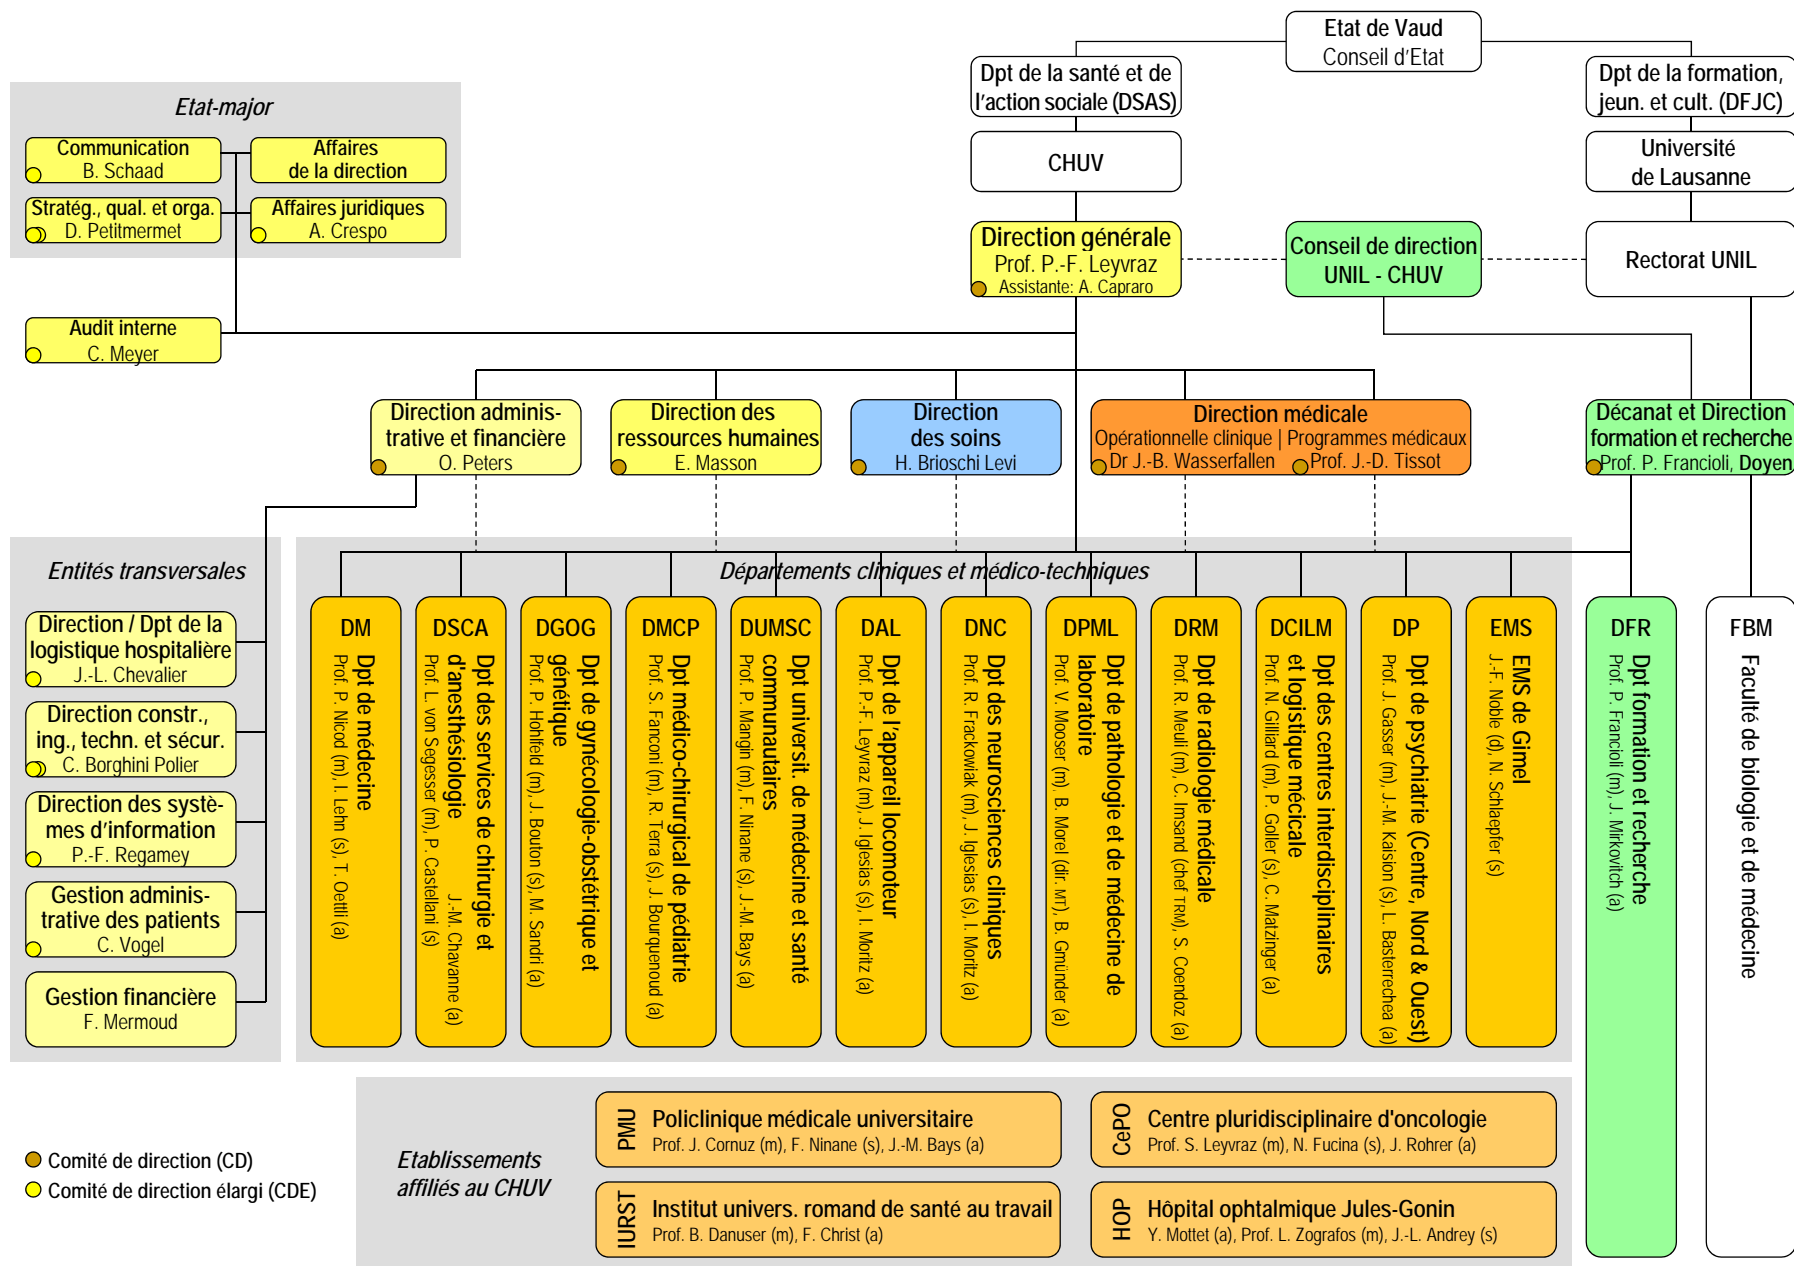 Etat de Vaud
Conseil d'Etat
Dpt de la santé et de
l'action sociale (DSAS)
Dpt de la formation,
jeun. et cult. (DFJC)
CHUV
Université
de Lausanne
Etat-major
Communication
B. Schaad
Affaires
de la direction
Stratég., qual. et orga.
D. Petitmermet
Affaires juridiques
A. Crespo
Audit interne
C. Meyer
Direction générale
Prof. P.-F. Leyvraz
Assistante: A. Capraro
Conseil de direction
UNIL - CHUV
Rectorat UNIL
Direction adminis-
trative et financière
O. Peters
Direction des
ressources humaines
E. Masson
Direction
des soins
H. Brioschi Levi
Direction médicale
Opérationnelle clinique | Programmes médicaux
Dr J.-B. Wasserfallen
Prof. J.-D. Tissot
Décanat et Direction
formation et recherche
Prof. P. Francioli, Doyen
Entités transversales
Direction / Dpt de la
logistique hospitalière
J.-L. Chevalier
Direction constr.,
ing., techn. et sécur.
C. Borghini Polier
Direction des systè-
mes d'information
P.-F. Regamey
Gestion adminis-
trative des patients
C. Vogel
Gestion financière
F. Mermoud
Départements cliniques et médico-techniques
DM
Dpt de médecine
Prof. P. Nicod (m), I. Lehn (s), T. Oettli (a)
DSCA
Dpt des services de chirurgie et
d'anesthésiologie
J.-M. Chavanne (a)
Prof. L. von Segesser (m), P. Castellani (s)
DGOG
Dpt de gynécologie-obstétrique et
génétique
Prof. P. Hohlfeld (m), J. Bouton (s), M. Sandri (a)
DMCP
Dpt médico-chirurgical de pédiatrie
Prof. S. Fanconi (m), R. Terra (s), J. Bourquenoud (a)
DUMSC
Dpt universit. de médecine et santé
communautaires
Prof. P. Mangin (m), F. Ninane (s), J.-M. Bays (a)
DAL
Dpt de l'appareil locomoteur
Prof. P.-F. Leyvraz (m), J. Iglesias (s), I. Moritz (a)
DNC
Dpt des neurosciences cliniques
Prof. R. Frackowiak (m), J. Iglesias (s), I. Moritz (a)
DPML
Dpt de pathologie et de médecine de
laboratoire
Prof. V. Mooser (m), B. Morel (dir. MT), B. Gmünder (a)
DRM
Dpt de radiologie médicale
Prof. R. Meuli (m), C. Imsand (chef TRM), S. Coendoz (a)
DCILM
Dpt des centres interdisciplinaires
et logistique mécicale
Prof. N. Gilliard (m), P. Goller (s), C. Matzinger (a)
DP
Dpt de psychiatrie (Centre, Nord & Ouest)
Prof. J. Gasser (m), J.-M. Kaision (s), L. Basterrechea (a)
EMS
EMS de Gimel
J.-F. Noble (d), N. Schlaepfer (s)
DFR
Dpt formation et recherche
Prof. P. Francioli (m), J. Mirikovitch (a)
FBM
Faculté de biologie et de médecine
Comité de direction (CD)
Comité de direction élargi (CDE)
Etablissements
affiliés au CHUV
PMU
Policlinique médicale universitaire
Prof. J. Cornuz (m), F. Ninane (s), J.-M. Bays (a)
CePO
Centre pluridisciplinaire d'oncologie
Prof. S. Leyvraz (m), N. Fucina (s), J. Rohrer (a)
IURST
Institut univers. romand de santé au travail
Prof. B. Danuser (m), F. Christ (a)
HOP
Hôpital ophtalmique Jules-Gonin
Y. Mottet (a), Prof. L. Zografos (m), J.-L. Andrey (s)